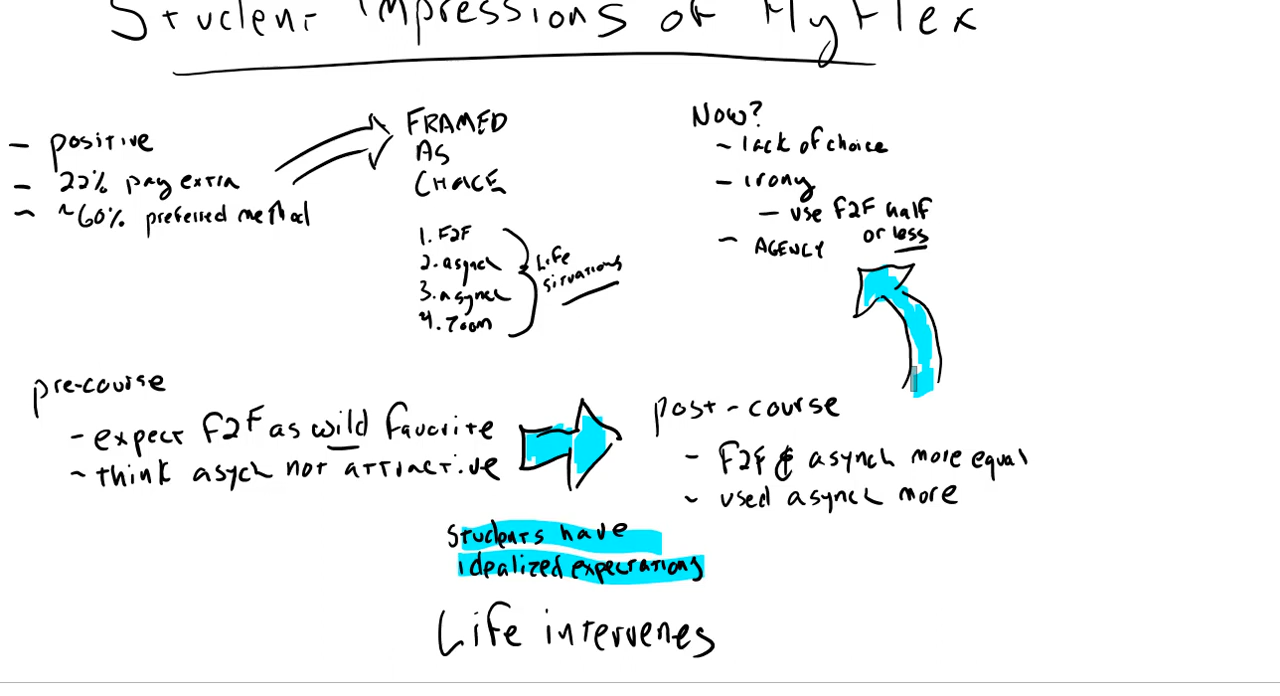 Student impressions of HyFlex
- positive
- 22% pay extra
- ~60% preferred method
FRAMED
AS
CHOICE
1. F2F
2. asynch
3. asynch
4. Zoom
Life
situations
Now?
- lack of choice
- irony
- use F2F half
or less
- AGENCY
pre-course
- expect F2F as wild favorite
- think asych not attractive
post-course
- F2F & asynch more equal
- used asynch more
Students have
idealized expectations
Life intervenes